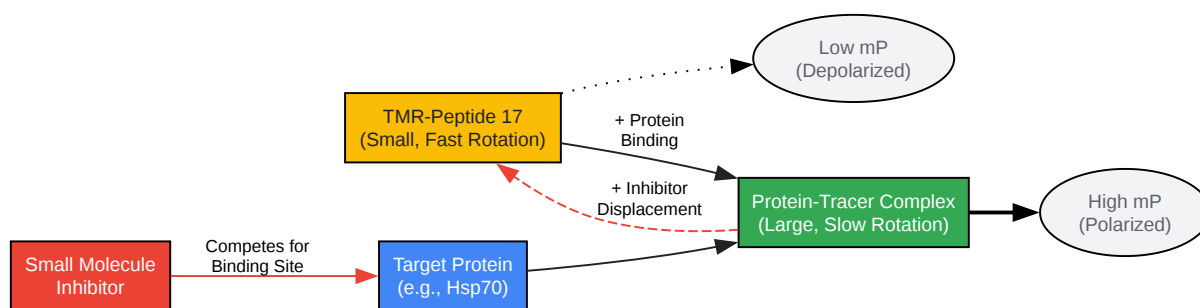 Low mP
(Depolarized)
TMR-Peptide 17
(Small, Fast Rotation)
+ Protein
Binding
+ Inhibitor
Displacement
Protein-Tracer Complex
(Large, Slow Rotation)
High mP
(Polarized)
Small Molecule
Inhibitor
Competes for
Binding Site
Target Protein
(e.g., Hsp70)